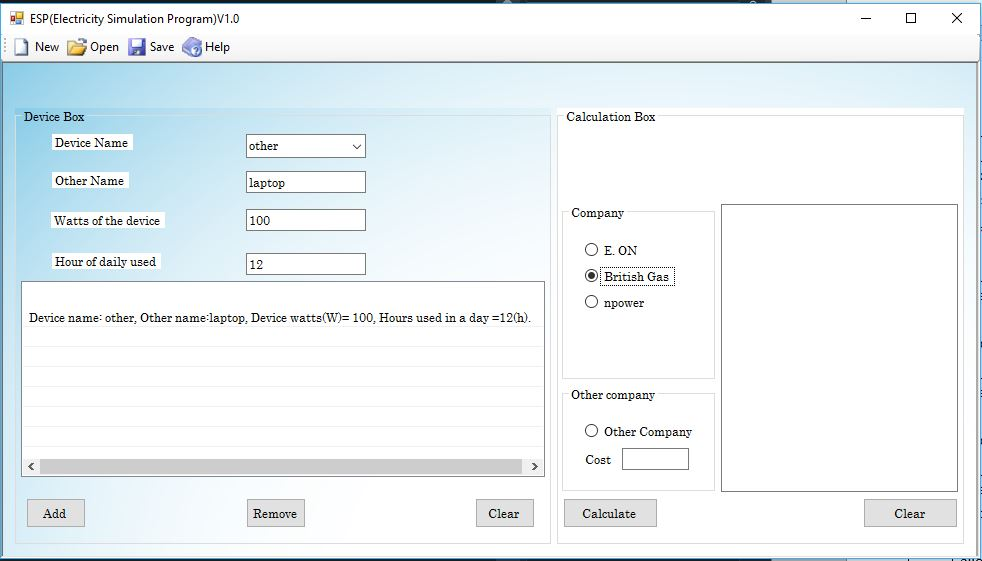 ESP(Electricity Simulation Program)V1.0
New Open Save Help
Device Box
Device Name other
Other Name laptop
Watts of the device 100
Hour of daily used 12
Device name: other, Other name:laptop, Device watts(W)= 100, Hours used in a day =12(h).
Add Remove Clear
Calculation Box
Company
E. ON
British Gas
npower
Other company
Other Company
Cost
Calculate Clear